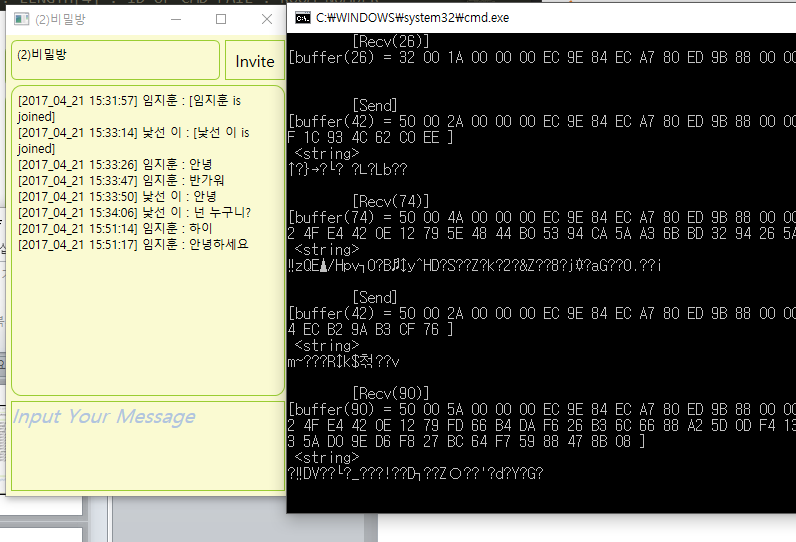 (2)비밀방
(2)비밀방
Invite
[2017_04_21 15:31:57] 임지훈 : [임지훈 is
joined]
[2017_04_21 15:33:14] 낮선 이 : [낮선 이 is
joined]
[2017_04_21 15:33:26] 임지훈 : 안녕
[2017_04_21 15:33:47] 임지훈 : 반가워
[2017_04_21 15:33:50] 낮선 이 : 안녕
[2017_04_21 15:34:06] 낮선 이 : 넌 누구니?
[2017_04_21 15:51:14] 임지훈 : 하이
[2017_04_21 15:51:17] 임지훈 : 안녕하세요
Input Your Message
C:₩WINDOWS₩system32₩cmd.exe
[Recv(26)]
[buffer(26) = 32 00 1A 00 00 00 EC 9E 84 EC A7 80 ED 9B 88 00 00
[Send]
[buffer(42) = 50 00 2A 00 00 00 EC 9E 84 EC A7 80 ED 9B 88 00 00
F 1C 93 4C 62 C0 EE ]
<string>
↑?}→?└? ?L?Lb??
[Recv(74)]
[buffer(74) = 50 00 4A 00 00 00 EC 9E 84 EC A7 80 ED 9B 88 00 00
2 4F E4 42 0E 12 79 5E 48 44 B0 53 94 CA 5A A3 6B BD 32 94 26 5A
<string>
[Send]
[buffer(42) = 50 00 2A 00 00 00 EC 9E 84 EC A7 80 ED 9B 88 00 00
4 EC B2 9A B3 CF 76 ]
<string>
m~???R↕k$첚??v
[Recv(90)]
[buffer(90) = 50 00 5A 00 00 00 EC 9E 84 EC A7 80 ED 9B 88 00 00
2 4F E4 42 0E 12 79 FD 66 B4 DA F6 26 B3 6C 66 88 A2 5D 0D F4 13
3 5A D0 9E D6 F8 27 BC 64 F7 59 88 47 8B 08 ]
<string>
?‼DV??└?_???!??D┐??Z○??'?d?Y?G?